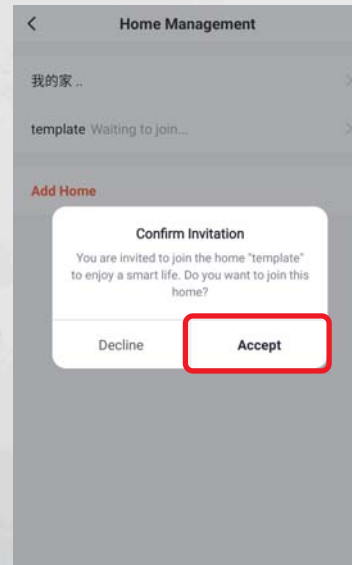 Home Management
我的家 ..
template Waiting to join...
Add Home
Confirm Invitation
You are invited to join the home "template"
to enjoy a smart life. Do you want to join this
home?
Decline
Accept